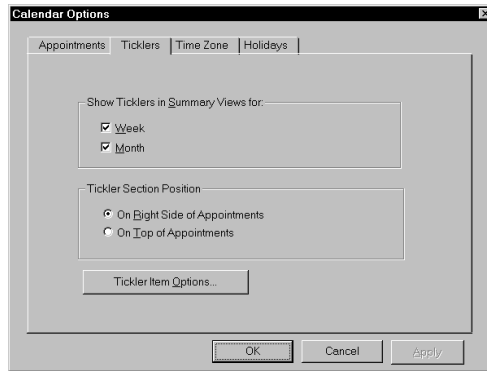 Calendar Options
Appointments Ticklers Time Zone Holidays
Show Ticklers in Summary Views for:
Week
Month
Tickler Section Position
On Right Side of Appointments
On Top of Appointments
Tickler Item Options...
OK Cancel Apply